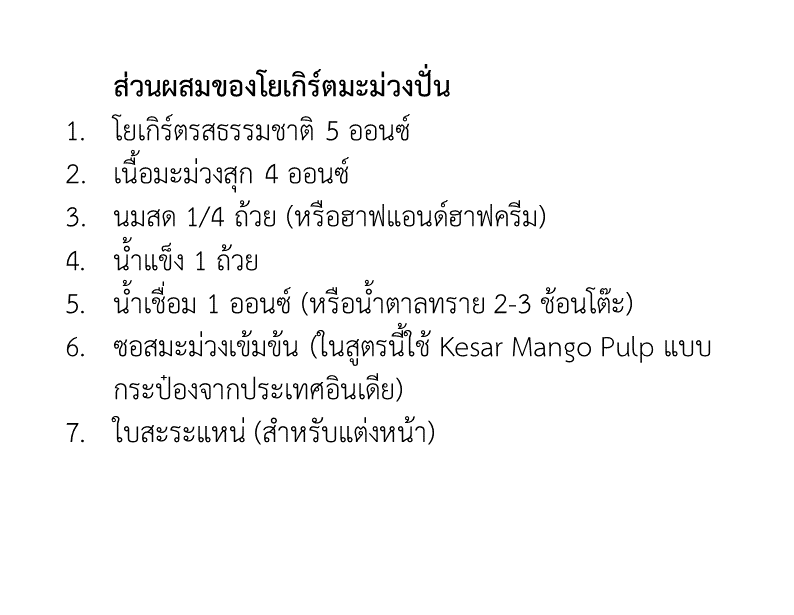 ส่วนผสมของโยเกิร์ตมะม่วงปั่น
1. โยเกิร์ตรสธรรมชาติ 5 ออนซ์
2. เนื้อมะม่วงสุก 4 ออนซ์
3. นมสด 1/4 ถ้วย (หรือฮาฟแอนด์ฮาฟครีม)
4. น้ำแข็ง 1 ถ้วย
5. น้ำเชื่อม 1 ออนซ์ (หรือน้ำตาลทราย 2-3 ช้อนโต๊ะ)
6. ซอสมะม่วงเข้มข้น (ในสูตรนี้ใช้ Kesar Mango Pulp แบบ
กระป๋องจากประเทศอินเดีย)
7. ใบสะระแหน่ (สำหรับแต่งหน้า)